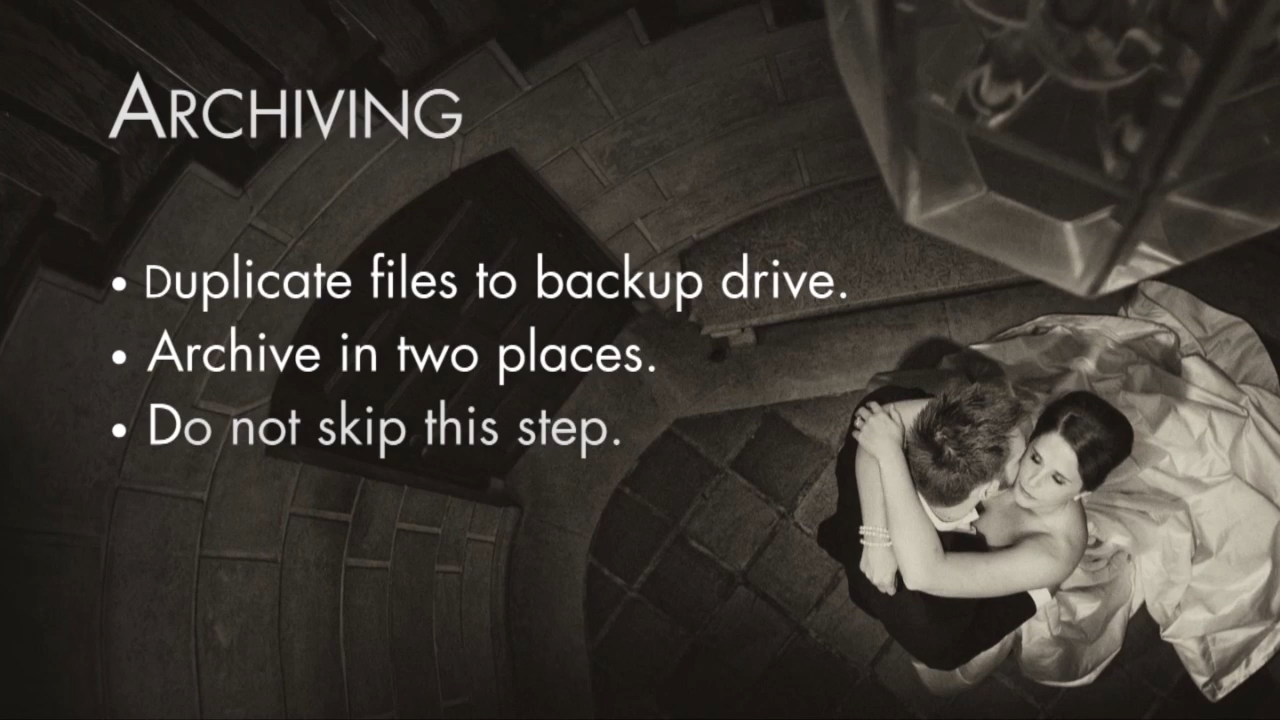 ARCHIVING
• Duplicate files to backup drive.
• Archive in two places.
• Do not skip this step.